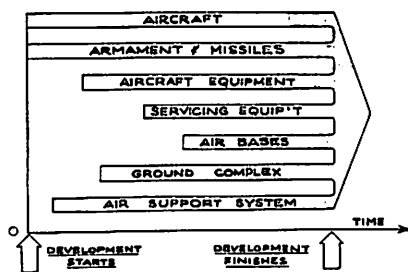 AIRCRAFT
ARMAMENT & MISSILES
AIRCRAFT EQUIPMENT
SERVICING EQUIP'T
AIR BASES
GROUND COMPLEX
AIR SUPPORT SYSTEM
TIME
O
DEVELOPMENT STARTS
DEVELOPMENT FINISHES